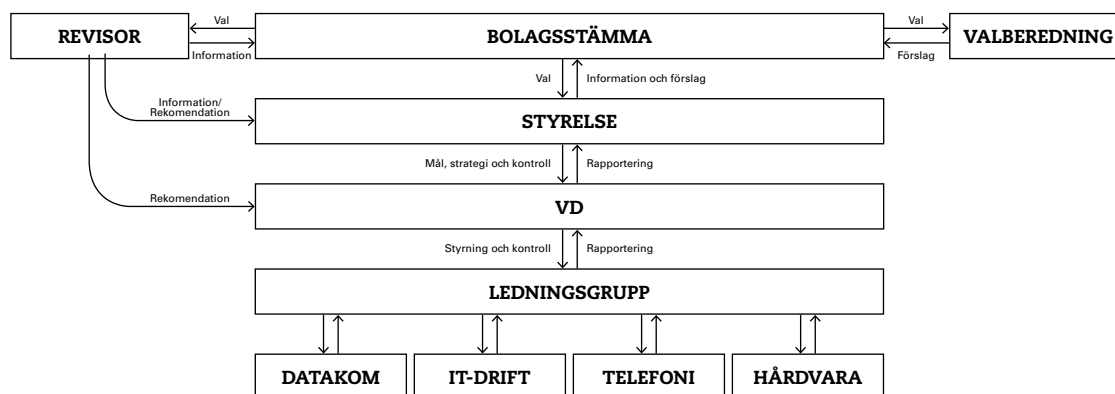 Val
Val
REVISOR
BOLAGSSTÄMMA
VALBEREDNING
Information
Förslag
Val
Information och förslag
Information/
Rekomendation
STYRELSE
Mål, strategi och kontroll
Rapportering
Rekomendation
VD
Styrning och kontroll
Rapportering
LEDNINGSGRUPP
DATAKOM
IT-DRIFT
TELEFONI
HÅRDVARA